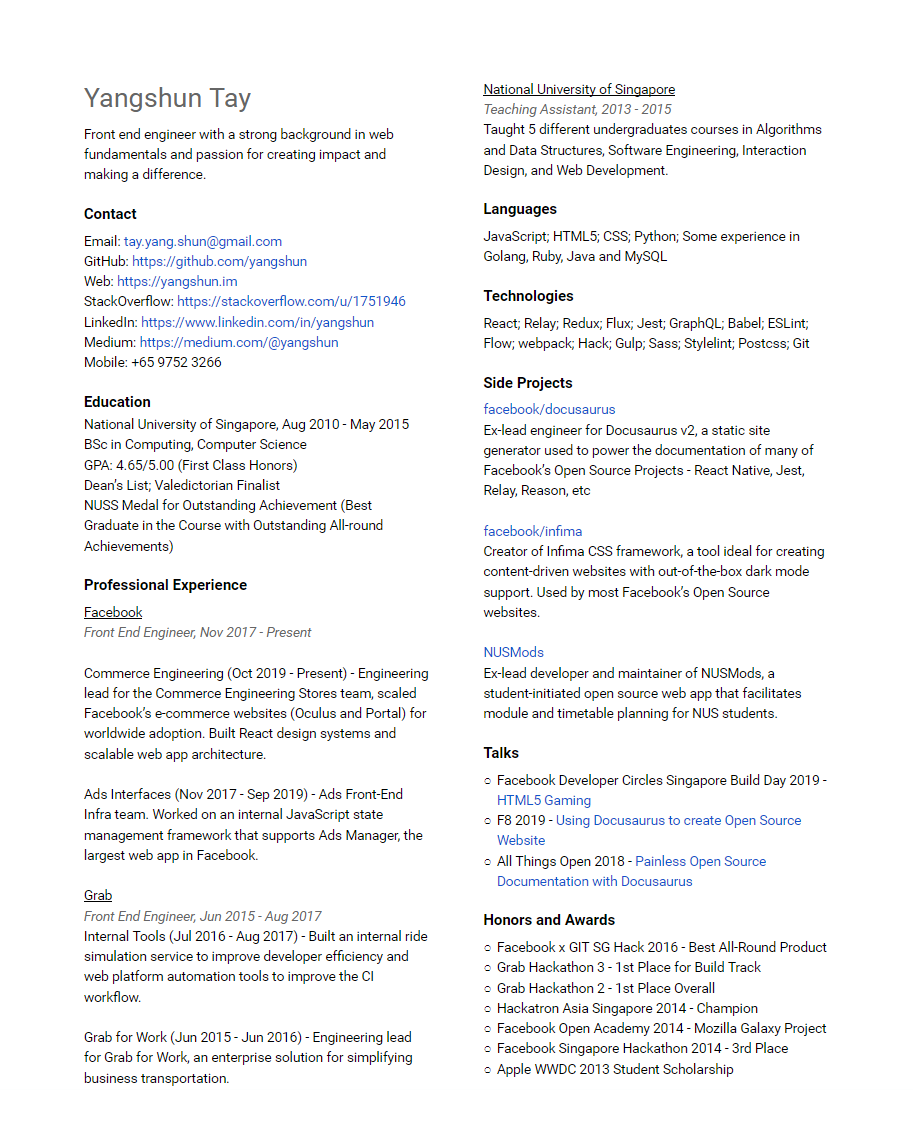 Yangshun Tay
Front end engineer with a strong background in web
fundamentals and passion for creating impact and
making a difference.
Contact
Email: tay.yang.shun@gmail.com
GitHub: https://github.com/yangshun
Web: https://yangshun.im
StackOverflow: https://stackoverflow.com/u/1751946
LinkedIn: https://www.linkedin.com/in/yangshun
Medium: https://medium.com/@yangshun
Mobile: +65 9752 3266
Education
National University of Singapore, Aug 2010 - May 2015
BSc in Computing, Computer Science
GPA: 4.65/5.00 (First Class Honors)
Dean’s List; Valedictorian Finalist
NUSS Medal for Outstanding Achievement (Best
Graduate in the Course with Outstanding All-round
Achievements)
Professional Experience
Facebook
Front End Engineer, Nov 2017 - Present
Commerce Engineering (Oct 2019 - Present) - Engineering
lead for the Commerce Engineering Stores team, scaled
Facebook’s e-commerce websites (Oculus and Portal) for
worldwide adoption. Built React design systems and
scalable web app architecture.
Ads Interfaces (Nov 2017 - Sep 2019) - Ads Front-End
Infra team. Worked on an internal JavaScript state
management framework that supports Ads Manager, the
largest web app in Facebook.
Grab
Front End Engineer, Jun 2015 - Aug 2017
Internal Tools (Jul 2016 - Aug 2017) - Built an internal ride
simulation service to improve developer efficiency and
web platform automation tools to improve the CI
workflow.
Grab for Work (Jun 2015 - Jun 2016) - Engineering lead
for Grab for Work, an enterprise solution for simplifying
business transportation.
National University of Singapore
Teaching Assistant, 2013 - 2015
Taught 5 different undergraduates courses in Algorithms
and Data Structures, Software Engineering, Interaction
Design, and Web Development.
Languages
JavaScript; HTML5; CSS; Python; Some experience in
Golang, Ruby, Java and MySQL
Technologies
React; Relay; Redux; Flux; Jest; GraphQL; Babel; ESLint;
Flow; webpack; Hack; Gulp; Sass; Stylelint; Postcss; Git
Side Projects
facebook/docusaurus
Ex-lead engineer for Docusaurus v2, a static site
generator used to power the documentation of many of
Facebook’s Open Source Projects - React Native, Jest,
Relay, Reason, etc
facebook/infima
Creator of Infima CSS framework, a tool ideal for creating
content-driven websites with out-of-the-box dark mode
support. Used by most Facebook’s Open Source
websites.
NUSMods
Ex-lead developer and maintainer of NUSMods, a
student-initiated open source web app that facilitates
module and timetable planning for NUS students.
Talks
○ Facebook Developer Circles Singapore Build Day 2019 -
HTML5 Gaming
○ F8 2019 - Using Docusaurus to create Open Source
Website
○ All Things Open 2018 - Painless Open Source
Documentation with Docusaurus
Honors and Awards
○ Facebook x GIT SG Hack 2016 - Best All-Round Product
○ Grab Hackathon 3 - 1st Place for Build Track
○ Grab Hackathon 2 - 1st Place Overall
○ Hackatron Asia Singapore 2014 - Champion
○ Facebook Open Academy 2014 - Mozilla Galaxy Project
○ Facebook Singapore Hackathon 2014 - 3rd Place
○ Apple WWDC 2013 Student Scholarship